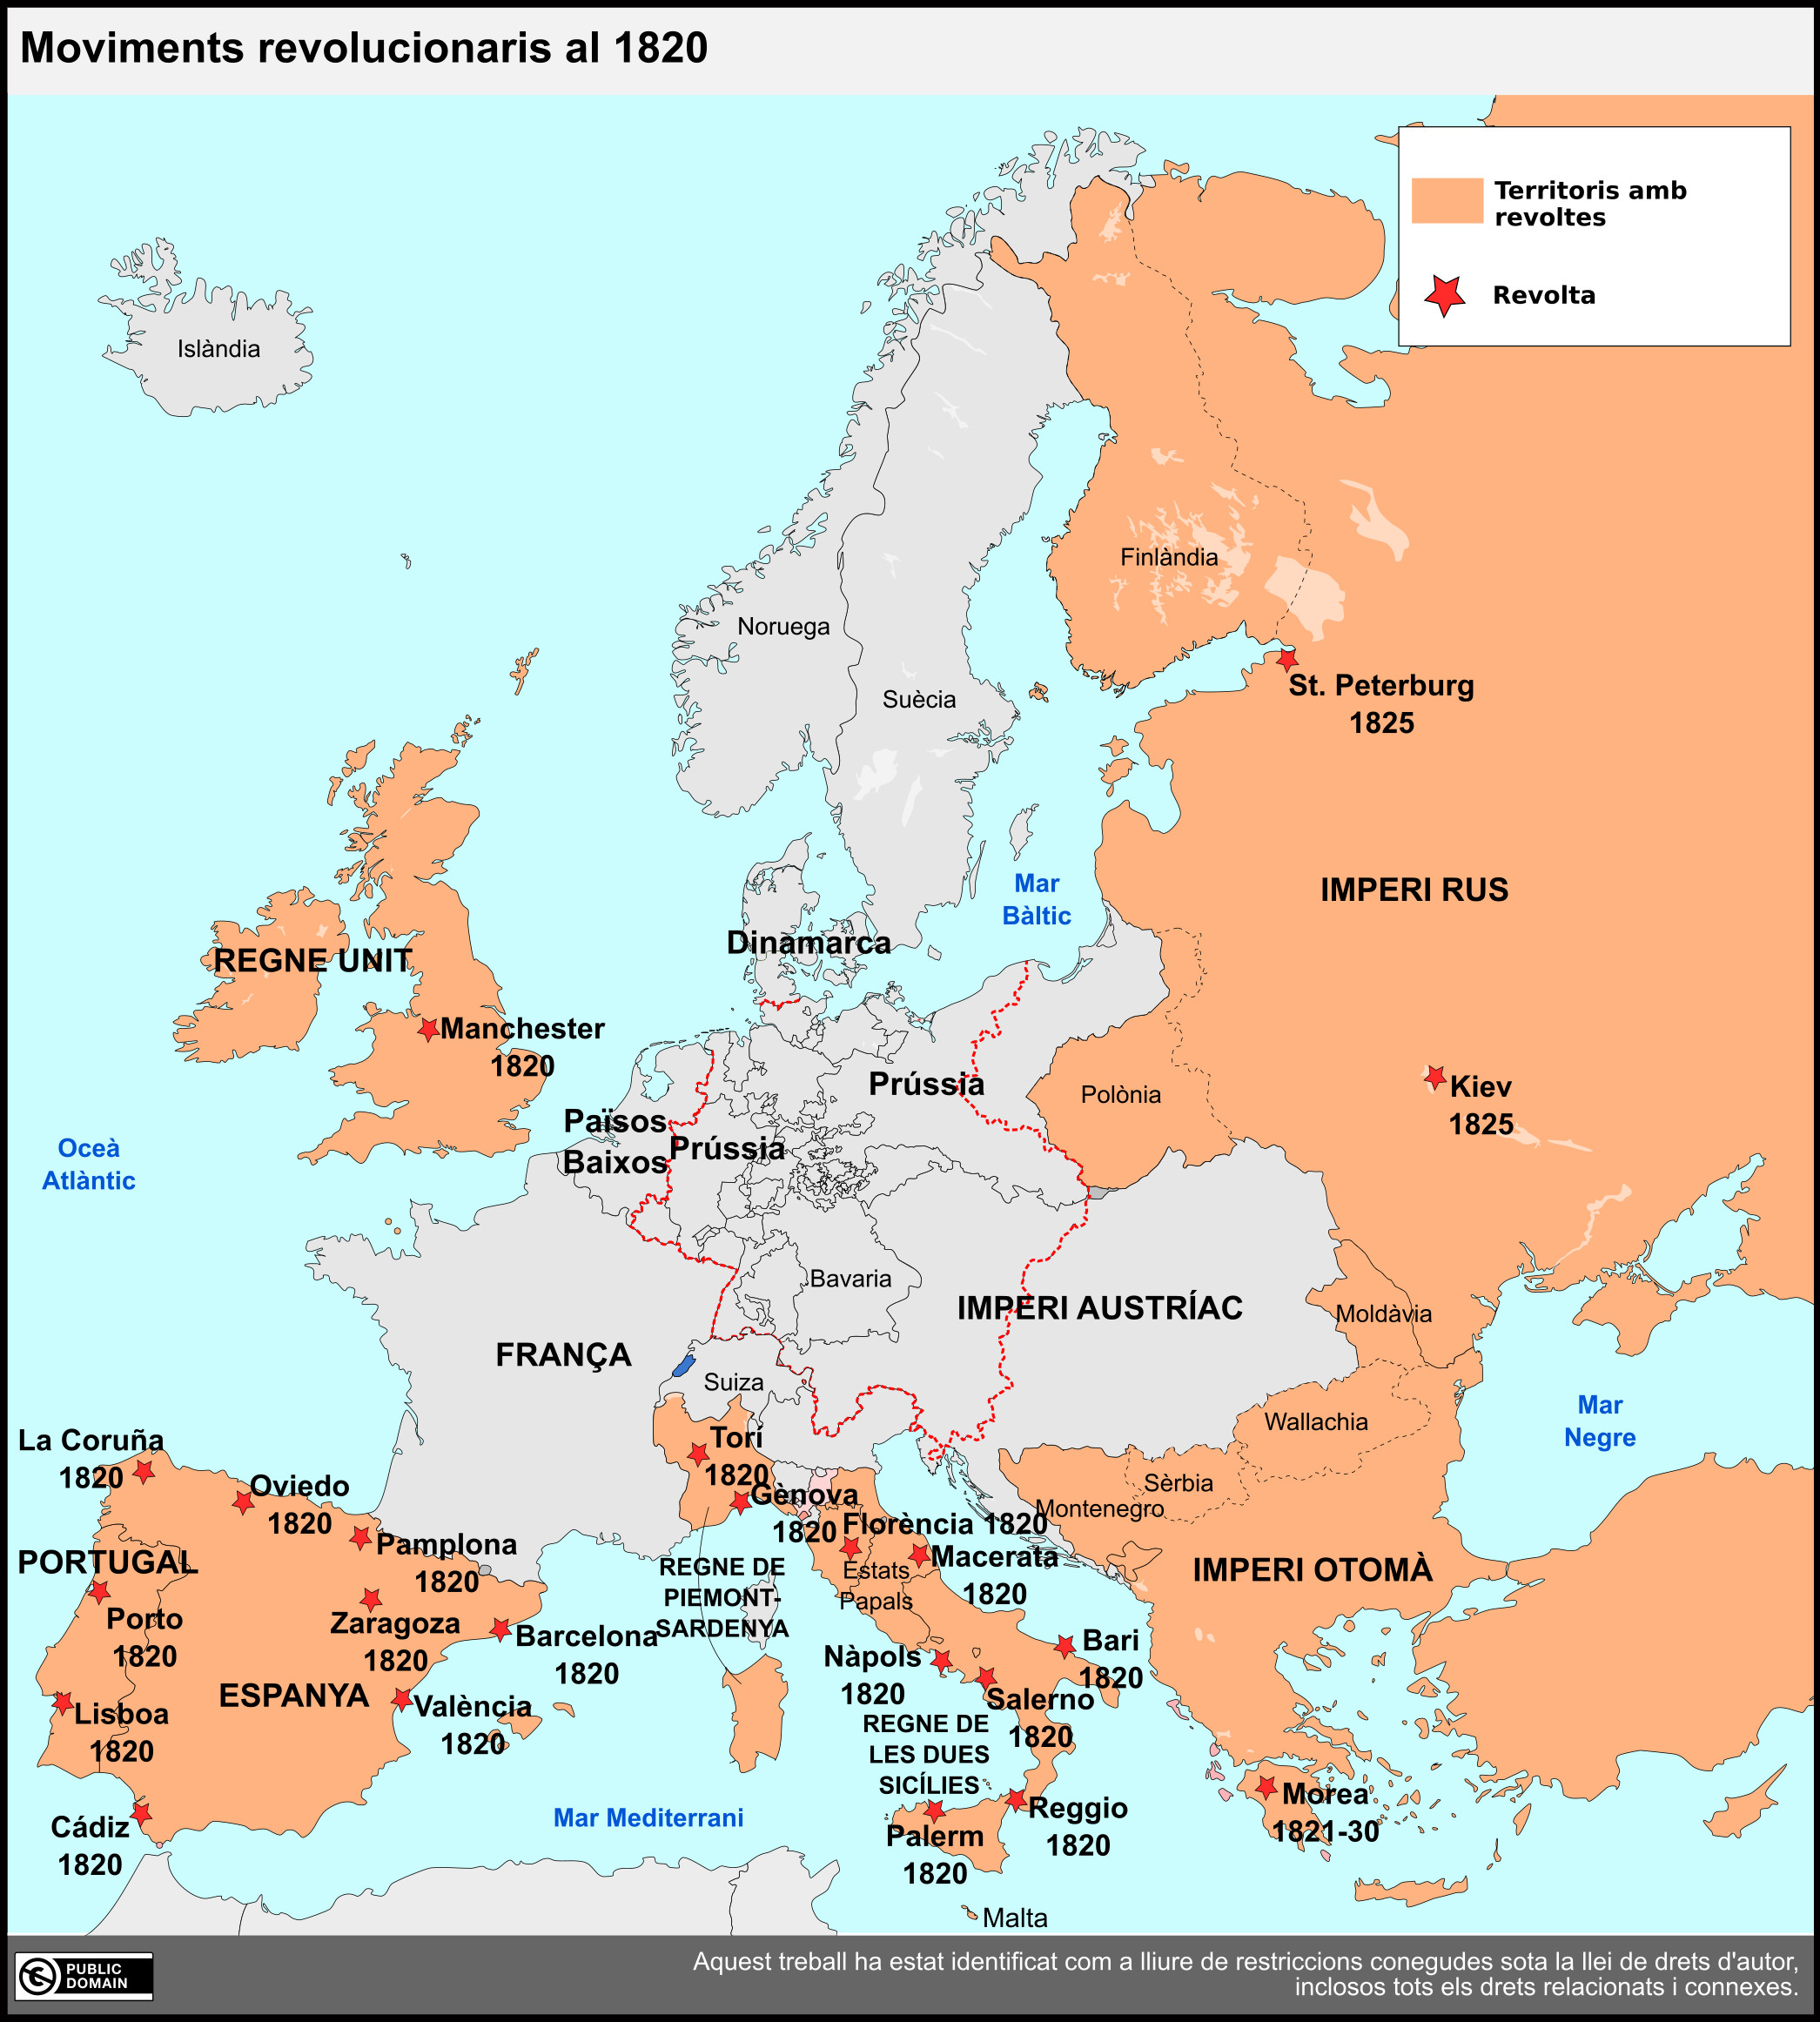 Moviments revolucionaris al 1820
Territoris amb
revoltes
Revolta
Islàndia
Finlàndia
Noruega
Suècia
St. Peterburg
1825
Mar
Bàltic
IMPERI RUS
Dinamarca
REGNE UNIT
Manchester
1820
Prússia
Polònia
Kiev
1825
Països
Baixos
Prússia
Oceà
Atlàntic
Bavaria
IMPERI AUSTRÍAC
Moldàvia
FRANÇA
Suiza
Mar
Negre
Wallachia
La Coruña
1820
Torí
1820
Oviedo
1820
Gènova
1820
Sèrbia
Montenegro
Florència 1820
Pamplona
1820
Macerata
1820
PORTUGAL
REGNE DE
PIEMONT-
SARDENYA
Estats
Papals
IMPERI OTOMÀ
Porto
1820
Zaragoza
1820
Barcelona
1820
Bari
1820
Nàpols
1820
ESPANYA
Lisboa
1820
València
1820
Salerno
1820
REGNE DE
LES DUES
SICÍLIES
Cádiz
1820
Mar Mediterrani
Palerm
1820
Reggio
1820
Morea
1821-30
Malta
PUBLIC
DOMAIN
Aquest treball ha estat identificat com a lliure de restriccions conegudes sota la llei de drets d'autor,
inclosos tots els drets relacionats i connexes.